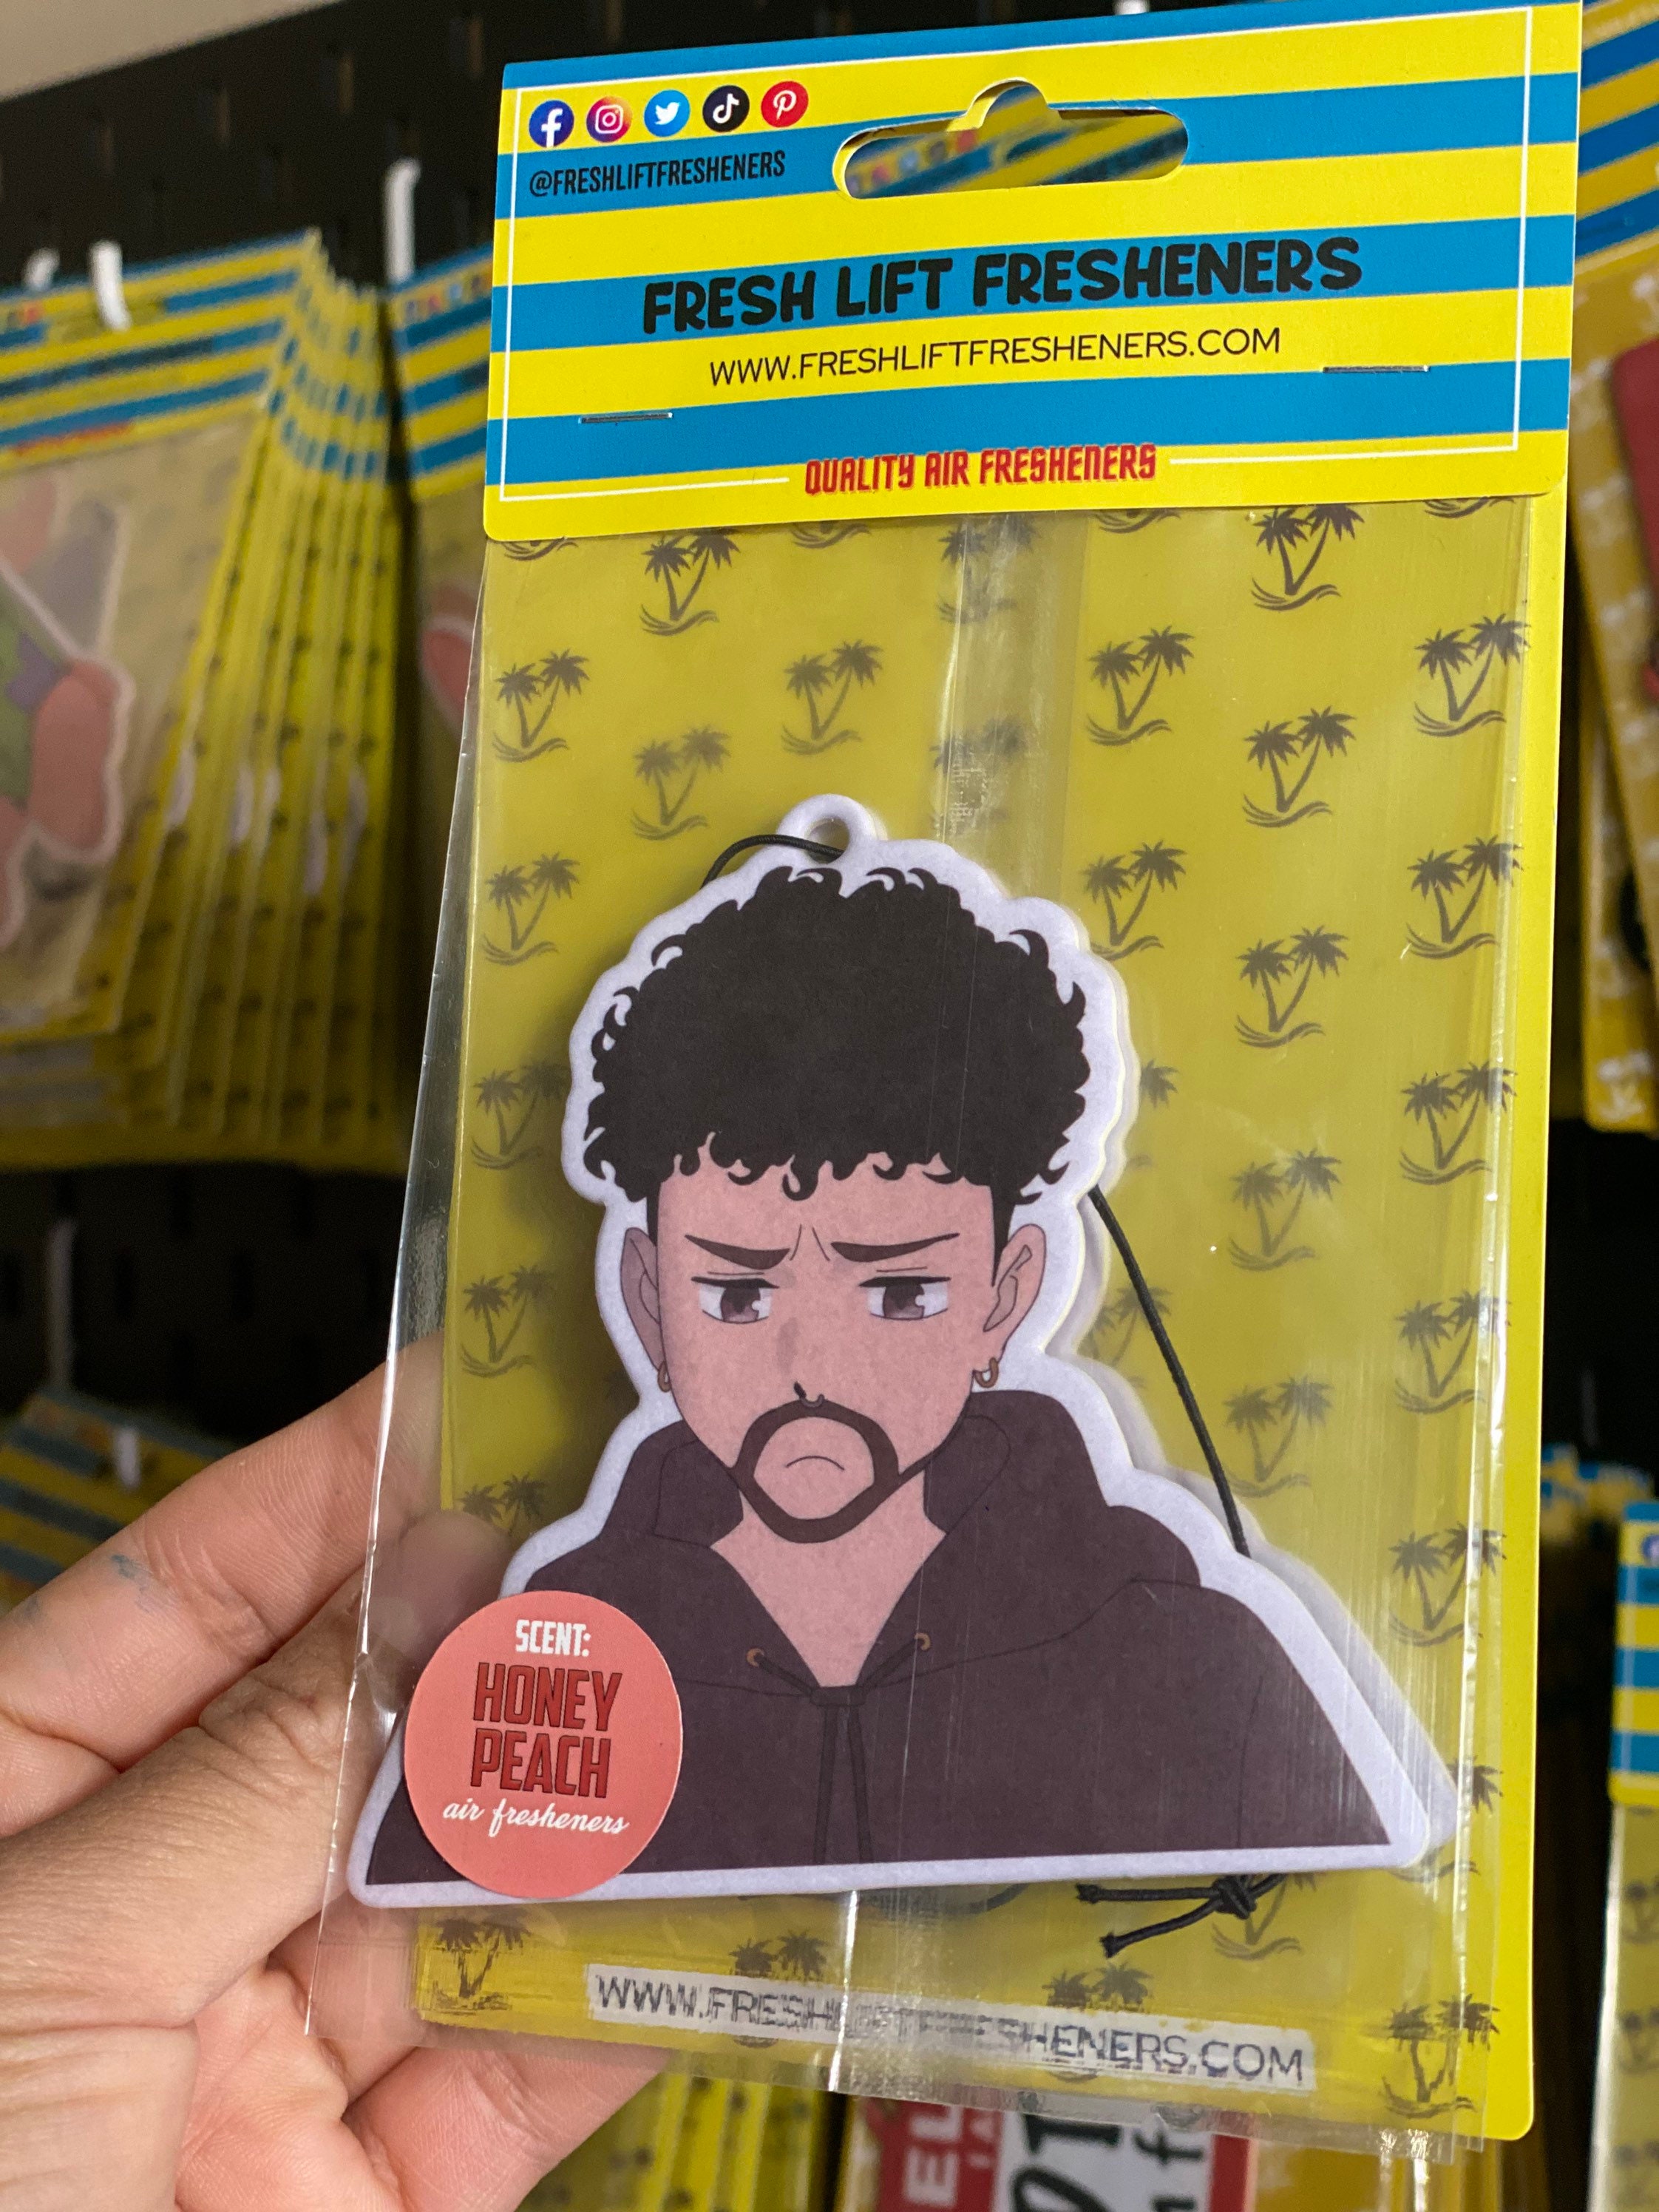 @FRESHLIFTFRESHENERS
FRESH LIFT FRESHENERS
WWW.FRESHLIFTFRESHENERS.COM
QUALITY AIR FRESHENERS
SCENT:
HONEY
PEACH
air fresheners
WWW.FRESHLIFTFRESHENERS.COM